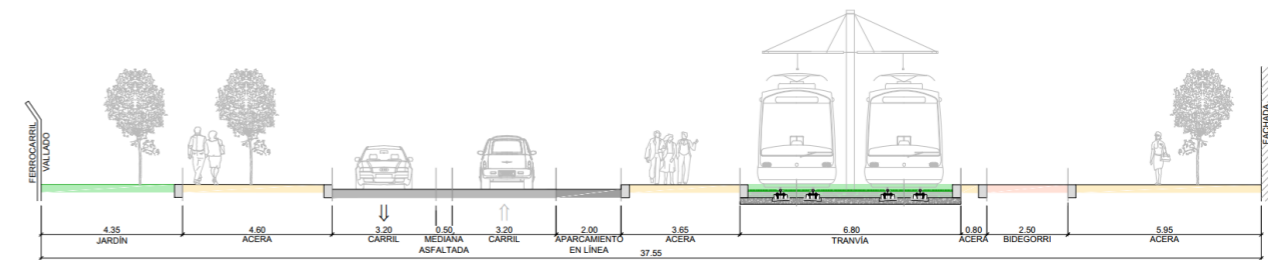 FERROCARRIL
VALLADO
FACHADA
4.35
JARDÍN
4.60
ACERA
3.20
CARRIL
0.50
MEDIANA
ASFALTADA
3.20
CARRIL
2.00
APARCAMIENTO
EN LÍNEA
3.65
ACERA
6.80
TRANVÍA
0.80
ACERA
2.50
BIDEGORRI
5.95
ACERA
37.55